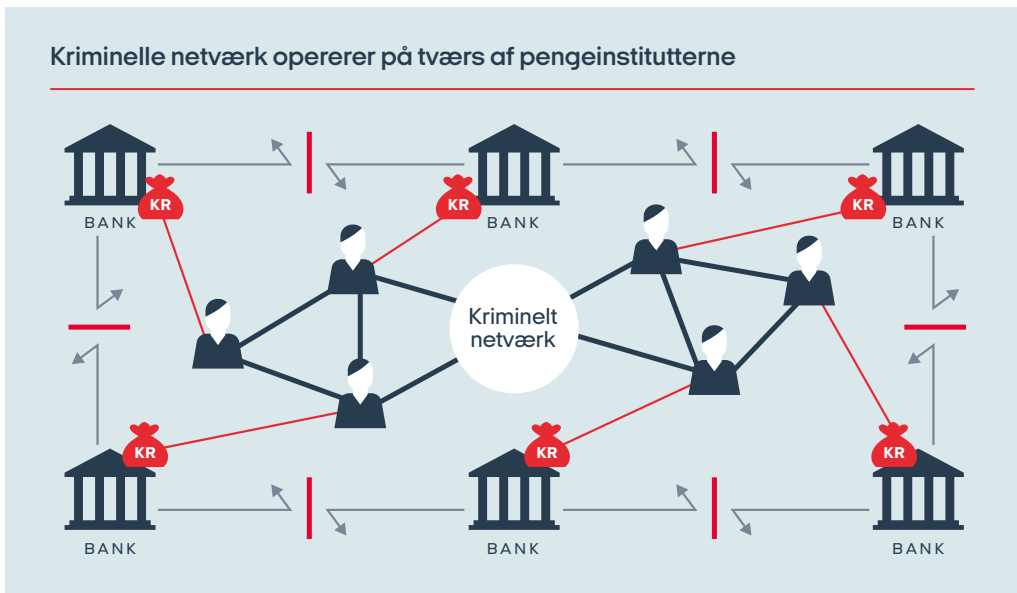 Kriminelle netværk opererer på tværs af pengeinstitutterne
KR
BANK
KR
BANK
KR
BANK
Kriminelt
netværk
KR
BANK
KR
BANK
KR
BANK